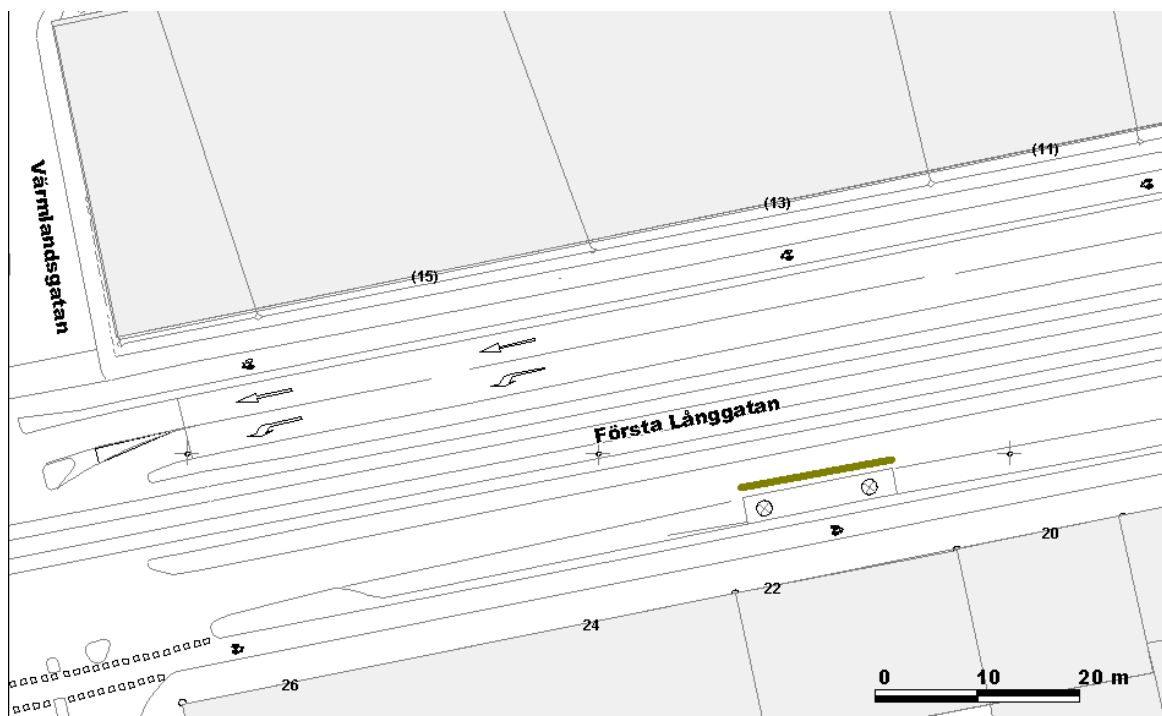 (11)
Värmlandsgatan
(13)
(15)
Första Långgatan
20
22
24
26
0 10 20 m